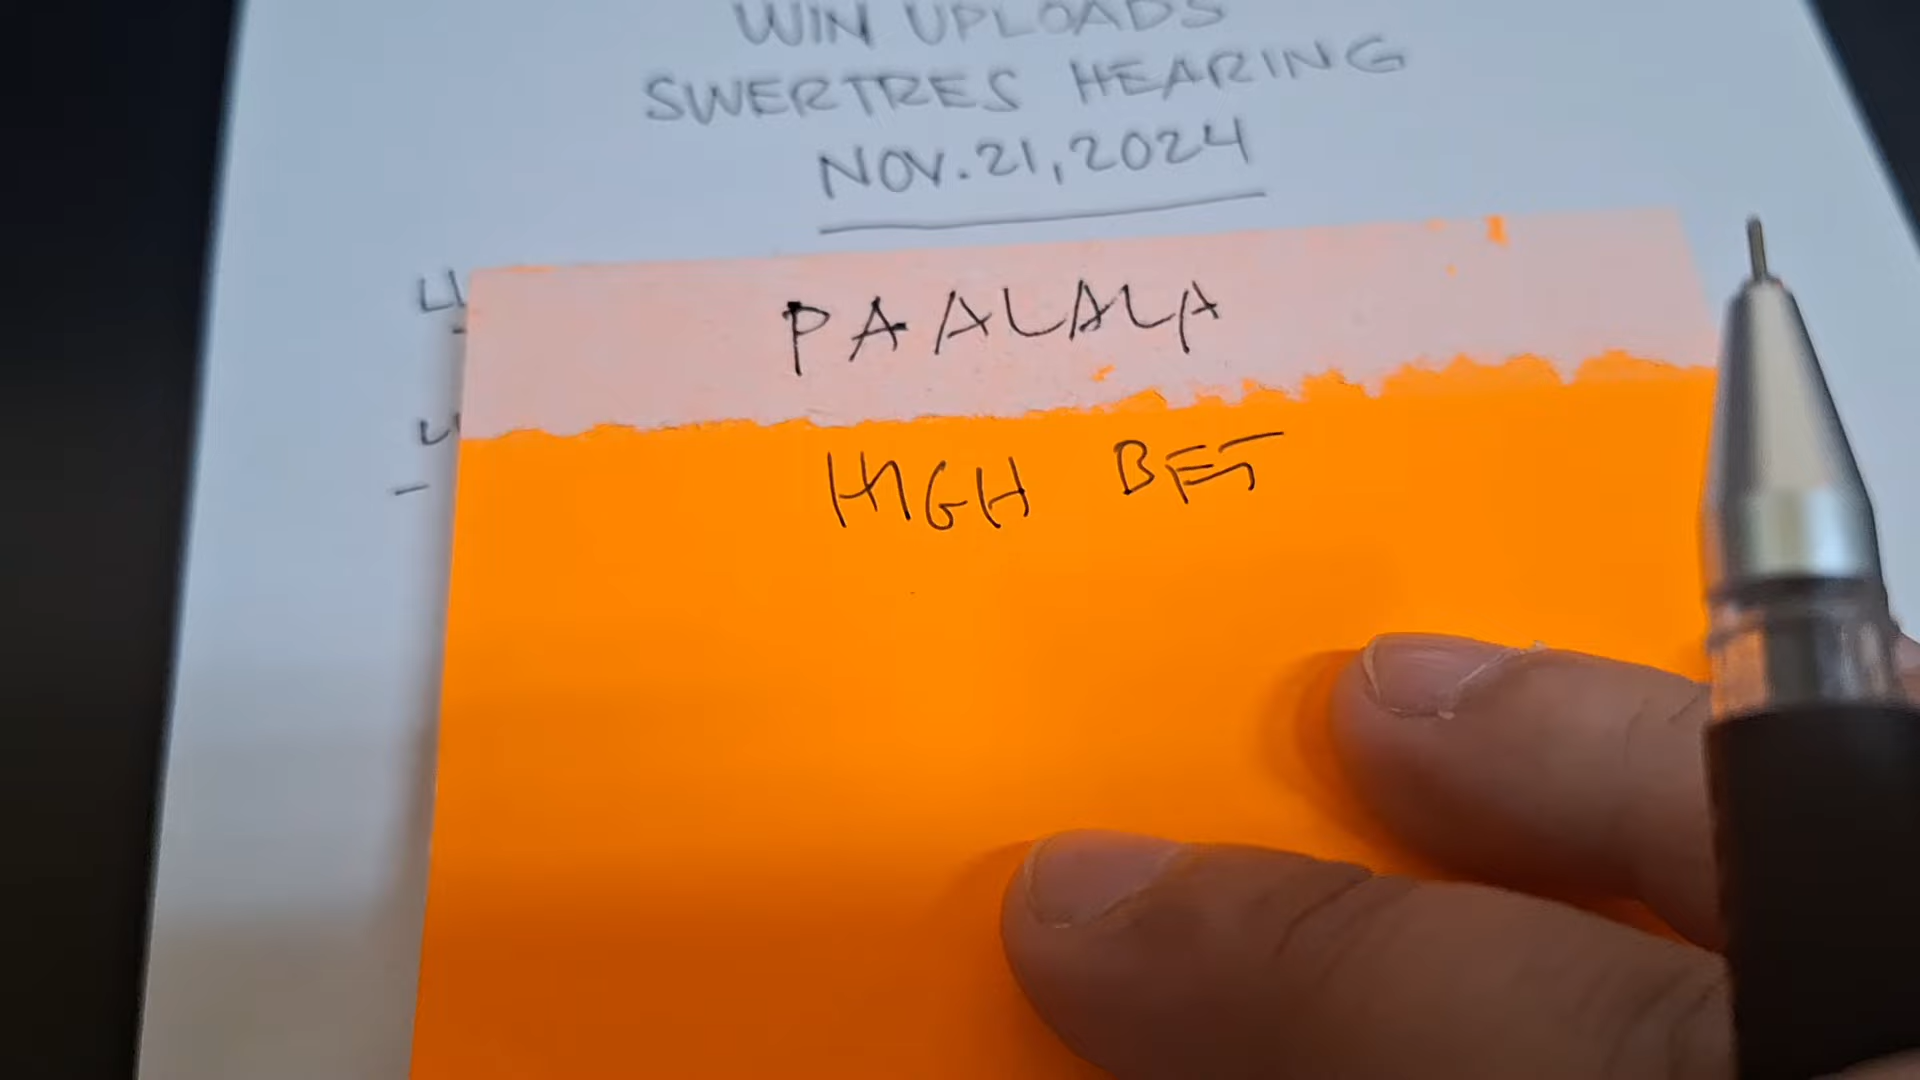 WIN UPLOADS
SWERTRES HEARING
NOV.21,2024
PAALALA
HIGH BET